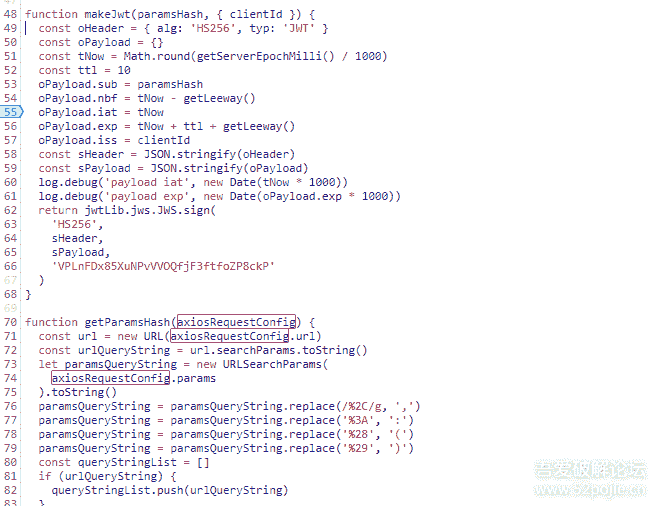 48 function makeJwt(paramsHash, { clientId }) {
49 const oHeader = { alg: 'HS256', typ: 'JWT' }
50 const oPayload = {}
51 const tNow = Math.round(getServerEpochMilli() / 1000)
52 const ttl = 10
53 oPayload.sub = paramsHash
54 oPayload.nbf = tNow - getLeeway()
55 oPayload.iat = tNow
56 oPayload.exp = tNow + ttl + getLeeway()
57 oPayload.iss = clientId
58 const sHeader = JSON.stringify(oHeader)
59 const sPayload = JSON.stringify(oPayload)
60 log.debug('payload iat', new Date(tNow * 1000))
61 log.debug('payload exp', new Date(oPayload.exp * 1000))
62 return jwtLib.jws.JWS.sign(
63 'HS256',
64 sHeader,
65 sPayload,
66 'VPLnFDx85XuNPvVVOQfjF3ftfoZP8ckP'
67 )
68 }
69
70 function getParamsHash(axiosRequestConfig) {
71 const url = new URL(axiosRequestConfig.url)
72 const urlQueryString = url.searchParams.toString()
73 let paramsQueryString = new URLSearchParams(
74 axiosRequestConfig.params
75 ).toString()
76 paramsQueryString = paramsQueryString.replace(/%2C/g, ',')
77 paramsQueryString = paramsQueryString.replace('%3A', ':')
78 paramsQueryString = paramsQueryString.replace('%28', '(')
79 paramsQueryString = paramsQueryString.replace('%29', ')')
80 const queryStringList = []
81 if (urlQueryString) {
82 queryStringList.push(urlQueryString)
83 }
吾爱破解论坛
www.52pojie.cn